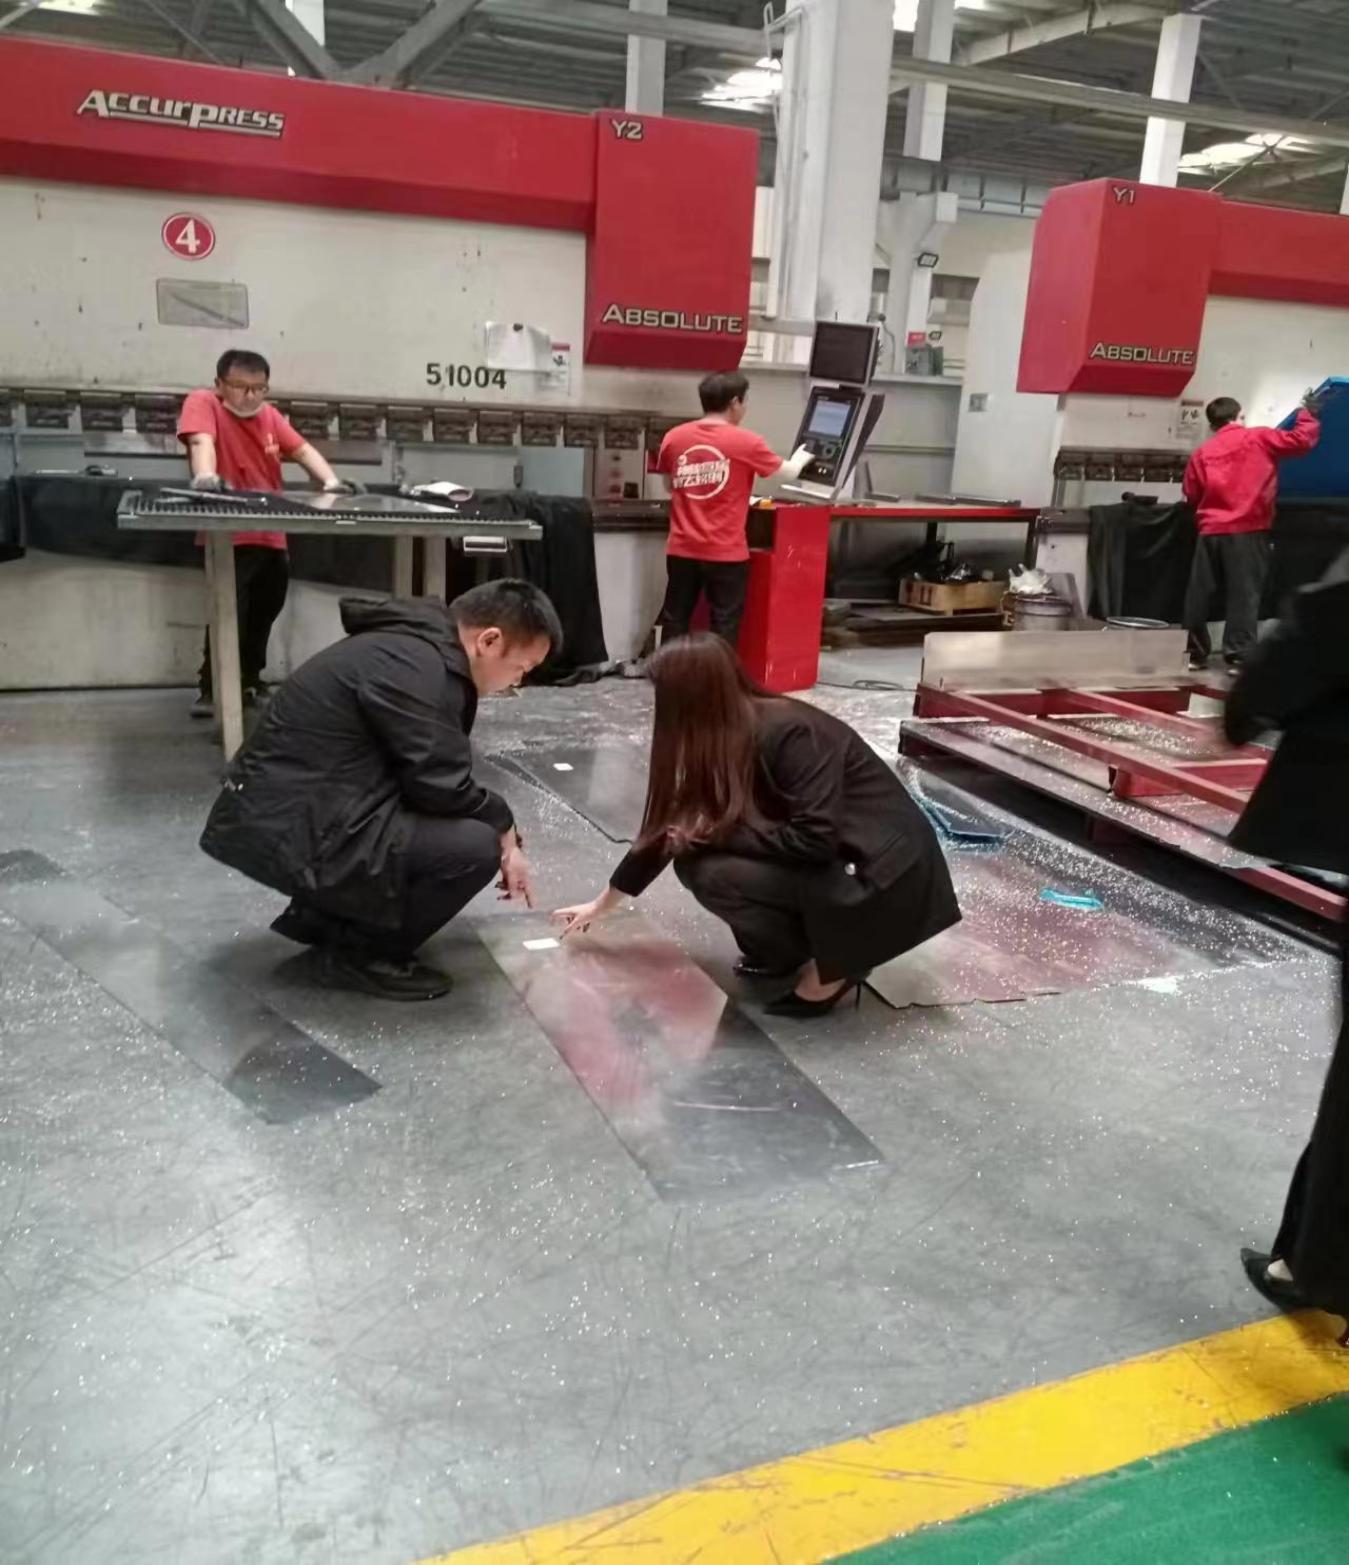 ACCURPRESS
Y2
Y1
4
ABSOLUTE
ABSOLUTE
51004